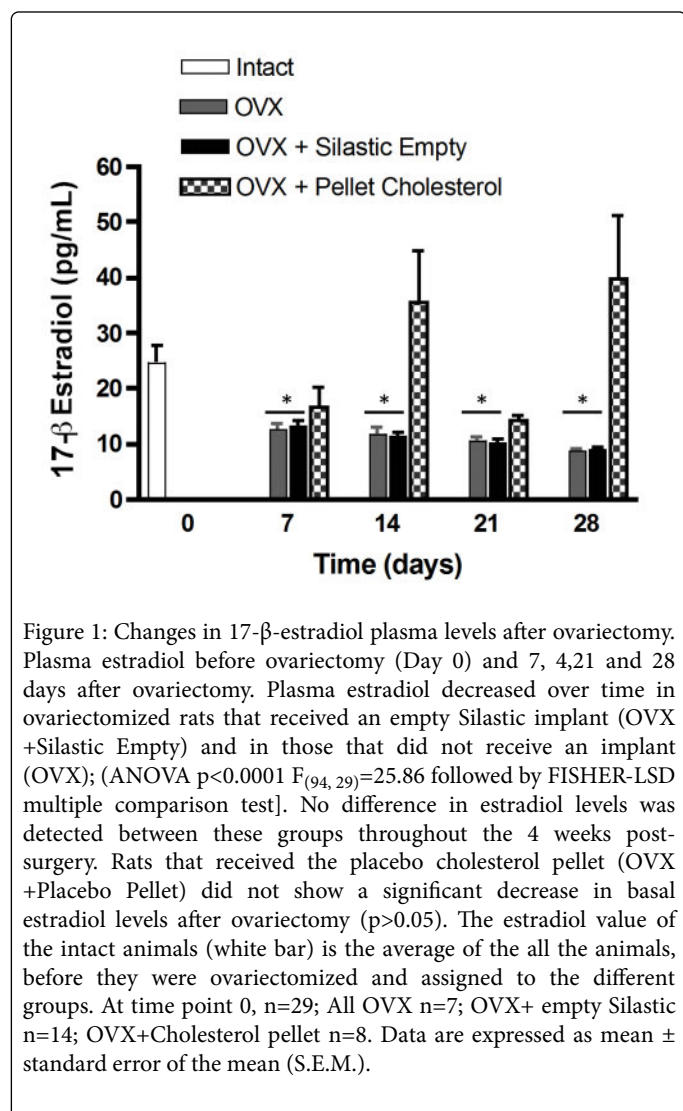 Intact
OVX
OVX + Silastic Empty
OVX + Pellet Cholesterol
17-β Estradiol (pg/mL)
60
50
40
30
20
10
0
* * * *
0 7 14 21 28
Time (days)
Figure 1: Changes in 17-β-estradiol plasma levels after ovariectomy.
Plasma estradiol before ovariectomy (Day 0) and 7, 4,21 and 28
days after ovariectomy. Plasma estradiol decreased over time in
ovariectomized rats that received an empty Silastic implant (OVX
+Silastic Empty) and in those that did not receive an implant
(OVX); (ANOVA p<0.0001 F(94, 29)=25.86 followed by FISHER-LSD
multiple comparison test]. No difference in estradiol levels was
detected between these groups throughout the 4 weeks post-
surgery. Rats that received the placebo cholesterol pellet (OVX
+Placebo Pellet) did not show a significant decrease in basal
estradiol levels after ovariectomy (p>0.05). The estradiol value of
the intact animals (white bar) is the average of the all the animals,
before they were ovariectomized and assigned to the different
groups. At time point 0, n=29; All OVX n=7; OVX+ empty Silastic
n=14; OVX+Cholesterol pellet n=8. Data are expressed as mean ±
standard error of the mean (S.E.M.).